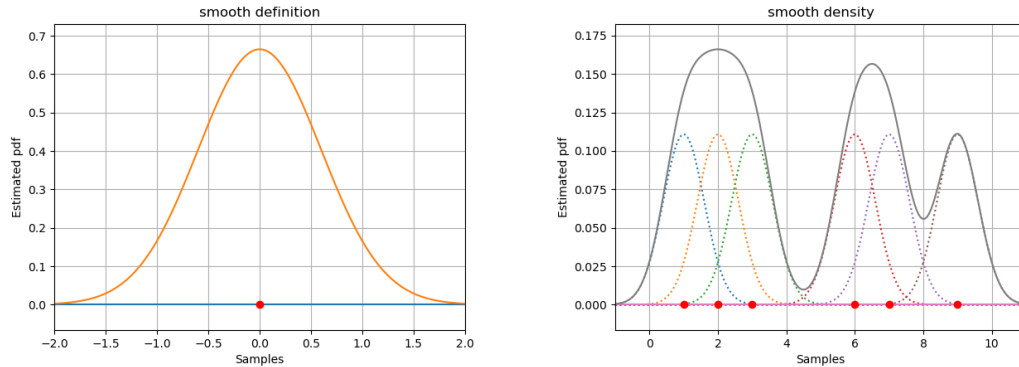 smooth definition
Estimated pdf
0.7
0.6
0.5
0.4
0.3
0.2
0.1
0.0
−2.0 −1.5 −1.0 −0.5 0.0 0.5 1.0 1.5 2.0
Samples
smooth density
Estimated pdf
0.175
0.150
0.125
0.100
0.075
0.050
0.025
0.000
0 2 4 6 8 10
Samples